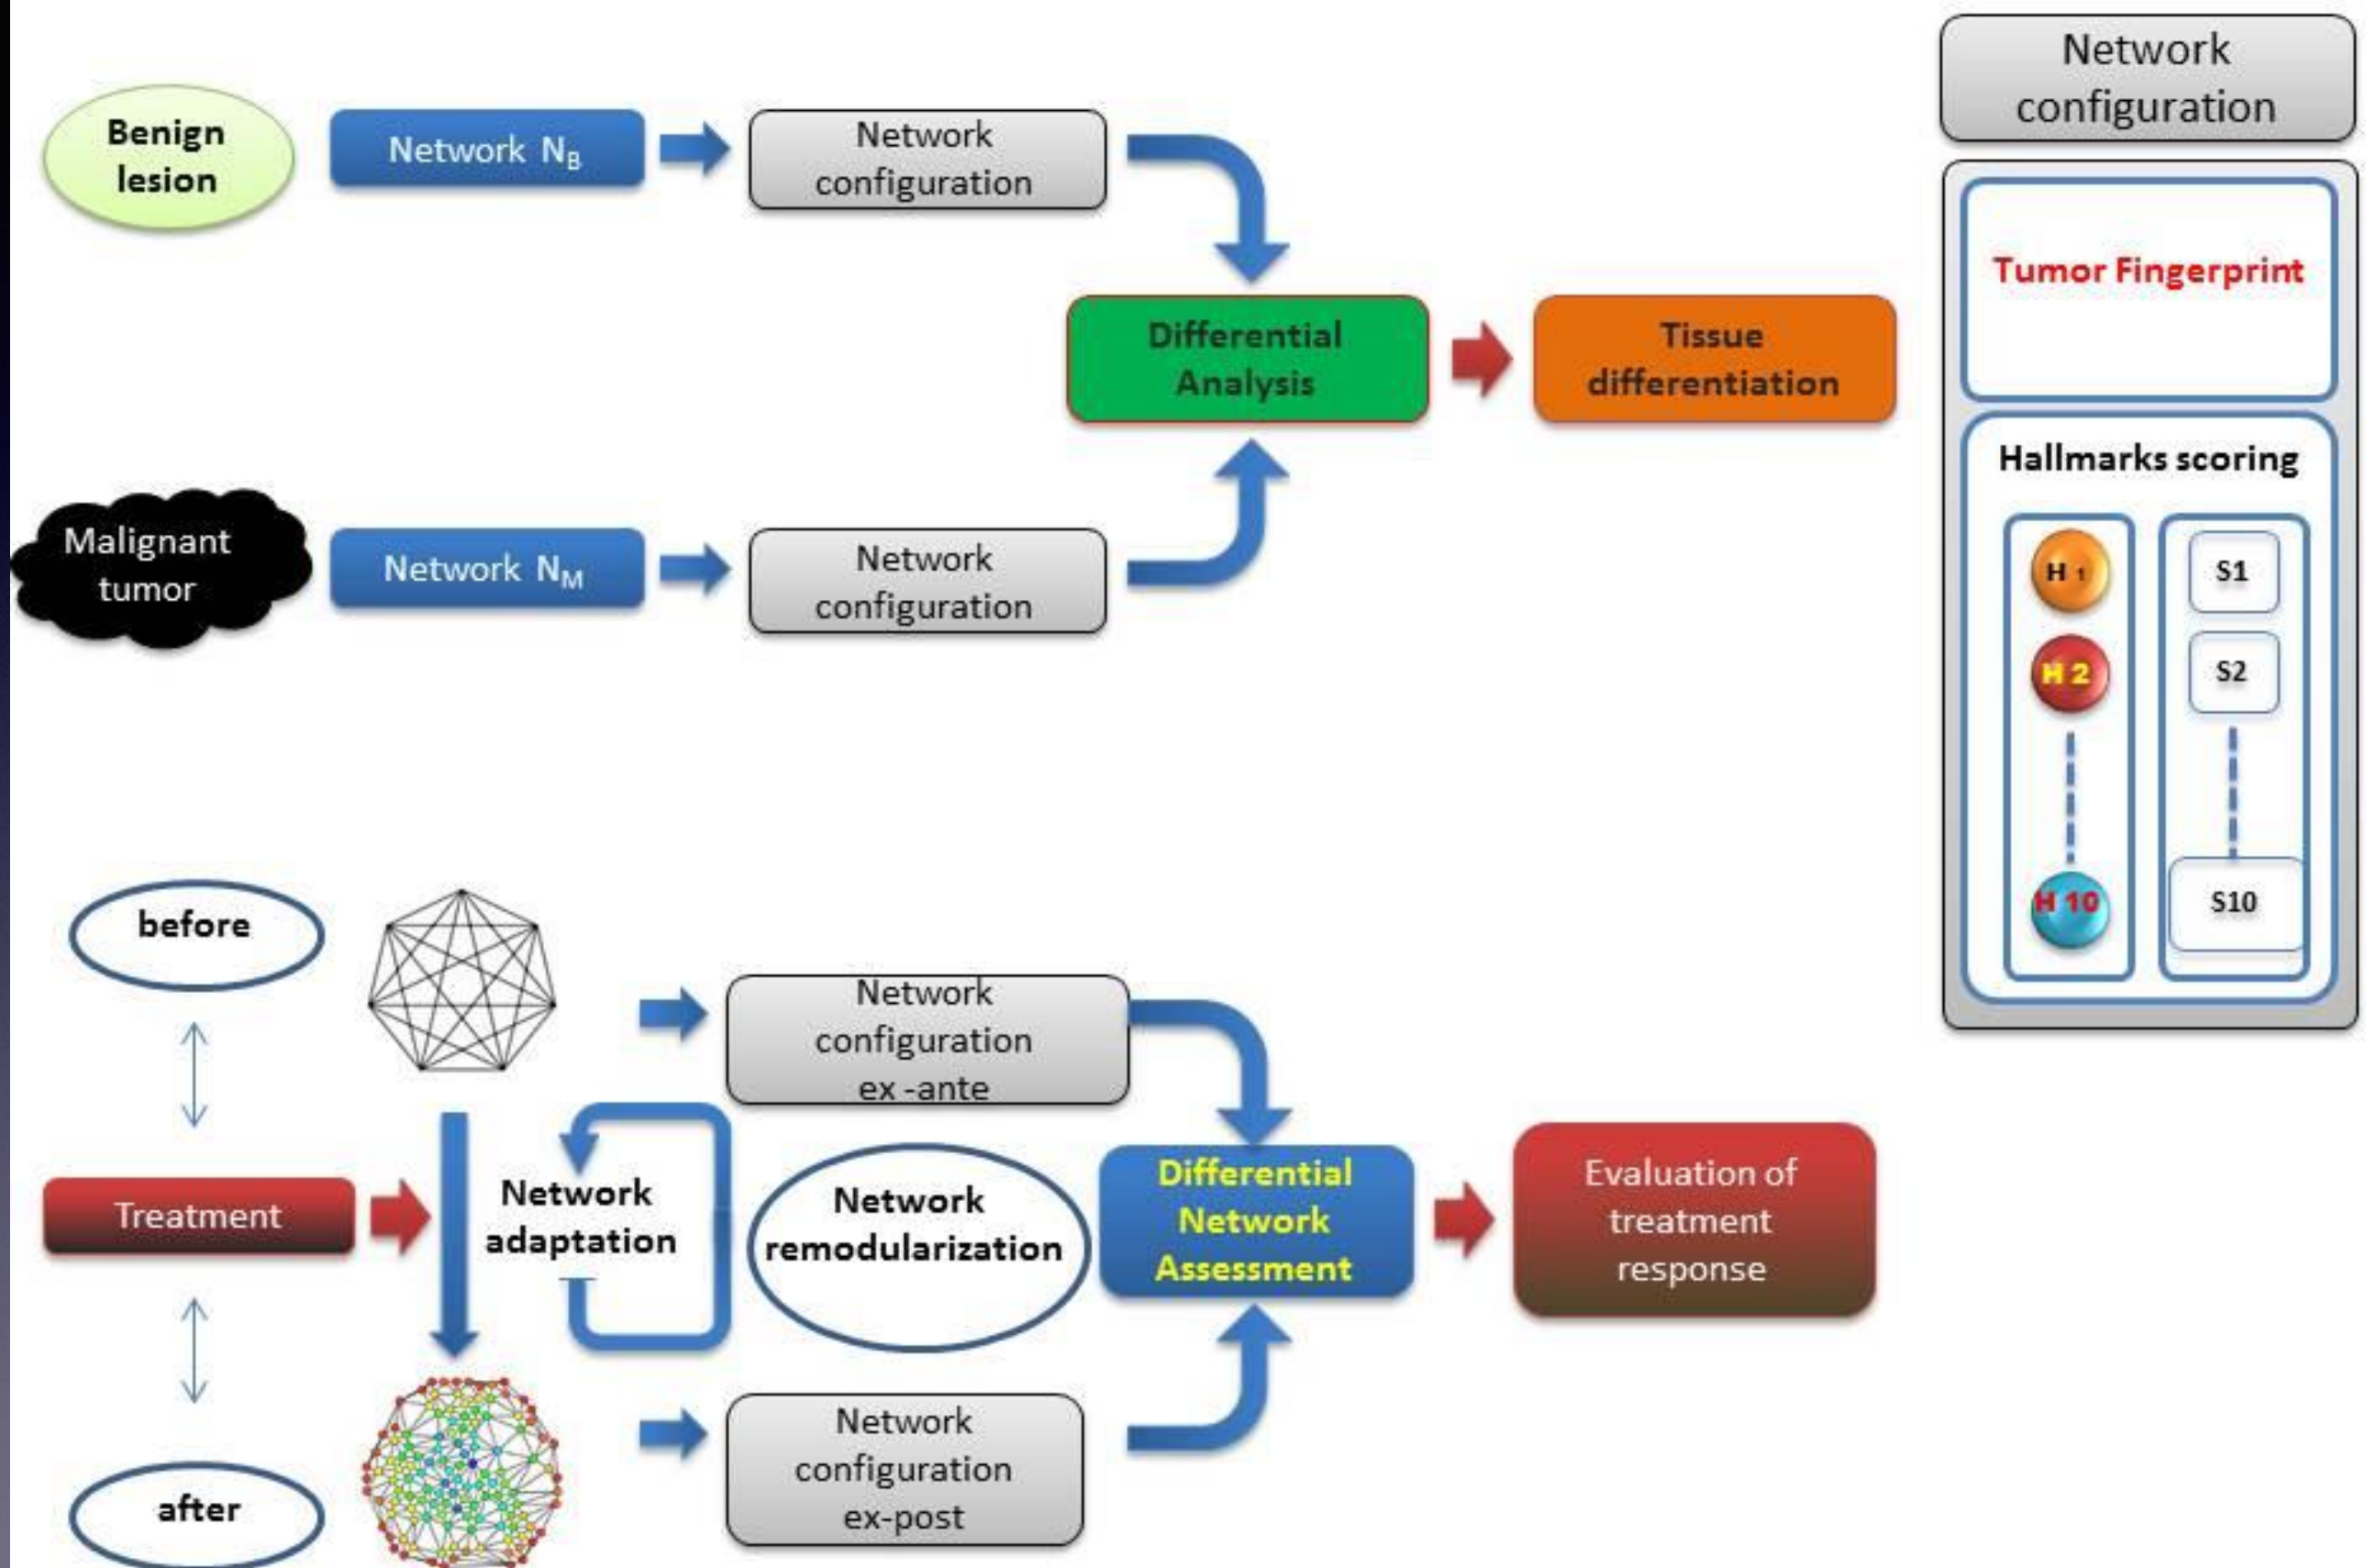 Benign
lesion
Network N_B
Network
configuration
Malignant
tumor
Network N_M
Network
configuration
Differential
Analysis
Tissue
differentiation
Network
configuration
Tumor Fingerprint
Hallmarks scoring
H 1
S1
H 2
S2
H 10
S10
before
Treatment
after
Network
adaptation
Network
configuration
ex -ante
Network
remodularization
Network
configuration
ex-post
Differential
Network
Assessment
Evaluation of
treatment
response